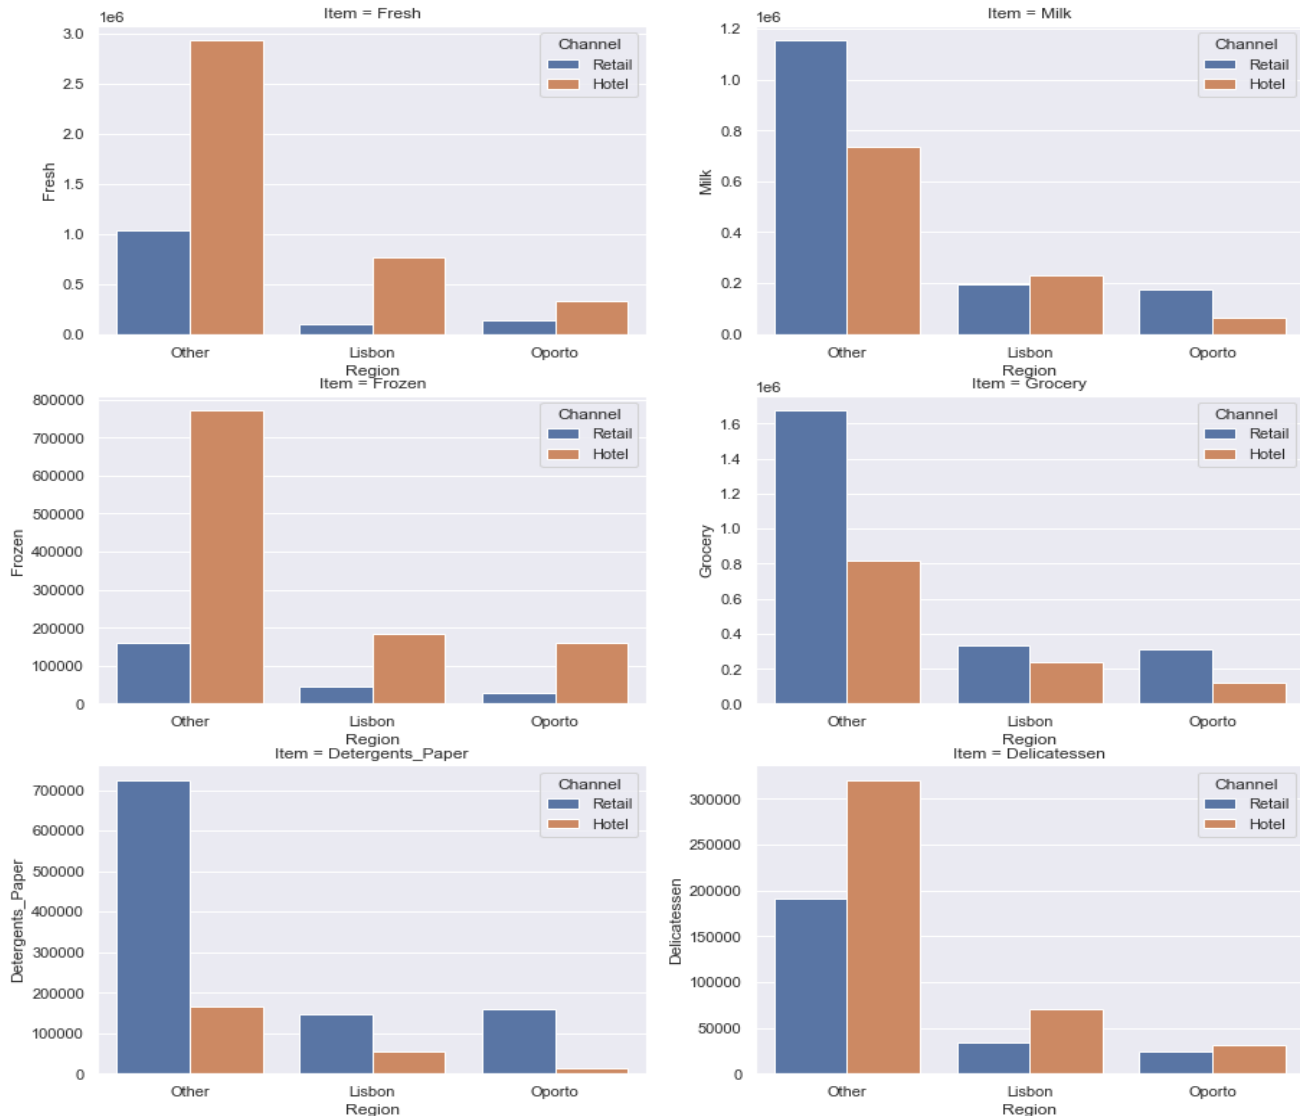 Item = Fresh
1e6
3.0
2.5
2.0
1.5
1.0
0.5
0.0
Fresh
Channel
Retail
Hotel
Other Lisbon Oporto
Region
Item = Milk
1e6
1.2
1.0
0.8
0.6
0.4
0.2
0.0
Milk
Channel
Retail
Hotel
Other Lisbon Oporto
Region
Item = Frozen
800000
700000
600000
500000
400000
300000
200000
100000
0
Frozen
Channel
Retail
Hotel
Other Lisbon Oporto
Region
Item = Grocery
1e6
1.6
1.4
1.2
1.0
0.8
0.6
0.4
0.2
0.0
Grocery
Channel
Retail
Hotel
Other Lisbon Oporto
Region
Item = Detergents_Paper
700000
600000
500000
400000
300000
200000
100000
0
Detergents_Paper
Channel
Retail
Hotel
Other Lisbon Oporto
Region
Item = Delicatessen
300000
250000
200000
150000
100000
50000
0
Delicatessen
Channel
Retail
Hotel
Other Lisbon Oporto
Region